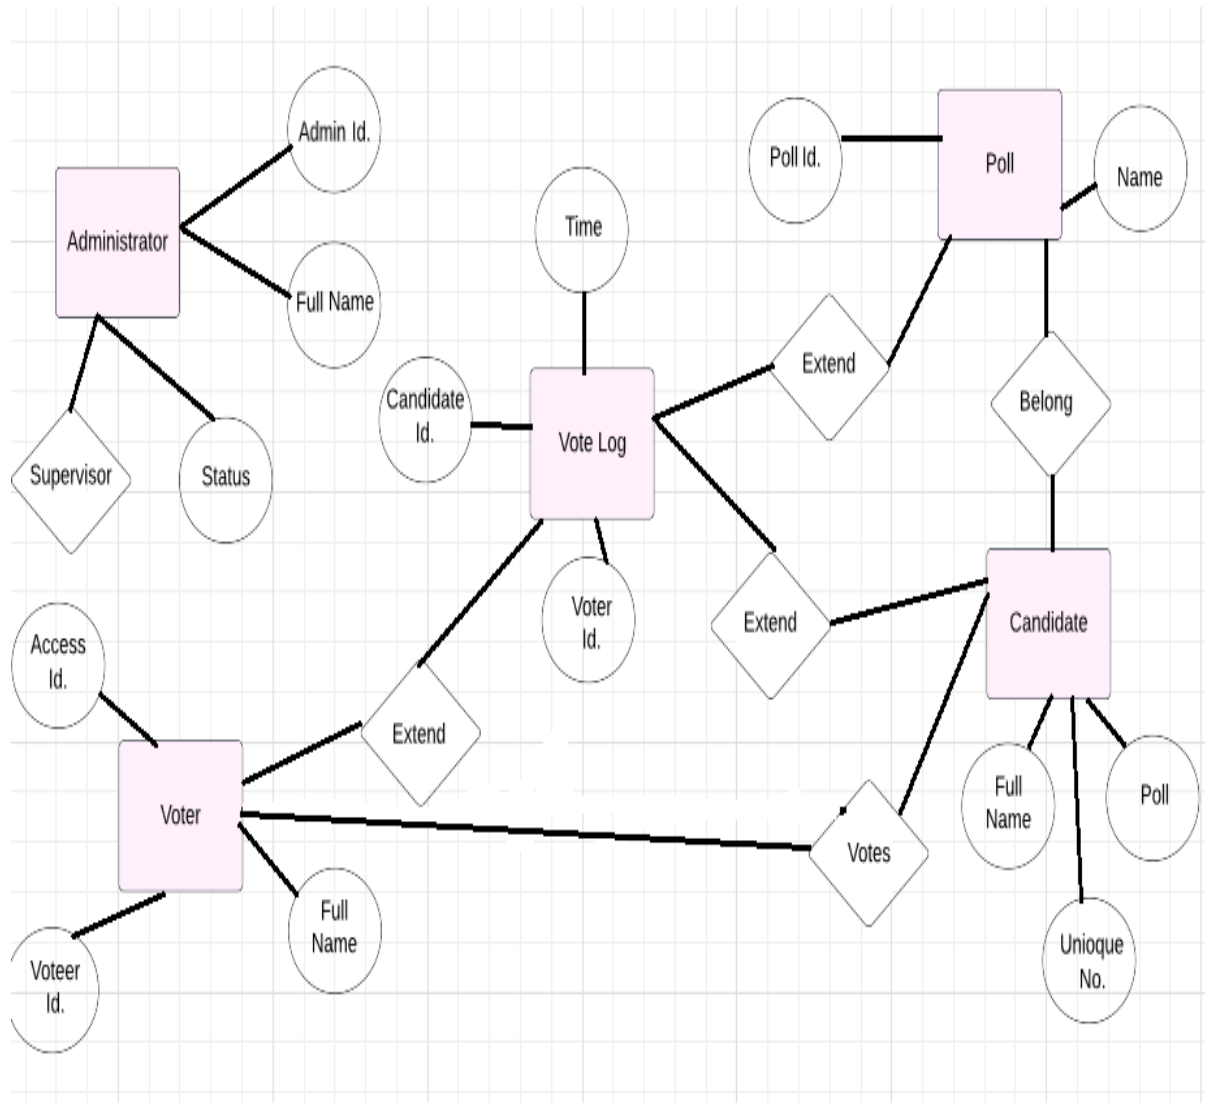 Admin Id.
Poll Id.
Poll
Name
Administrator
Time
Full Name
Extend
Candidate
Id.
Belong
Vote Log
Supervisor
Status
Voter
Id.
Extend
Candidate
Access
Id.
Extend
Voter
Votes
Full
Name
Poll
Full
Name
Unioque
No.
Voteer
Id.